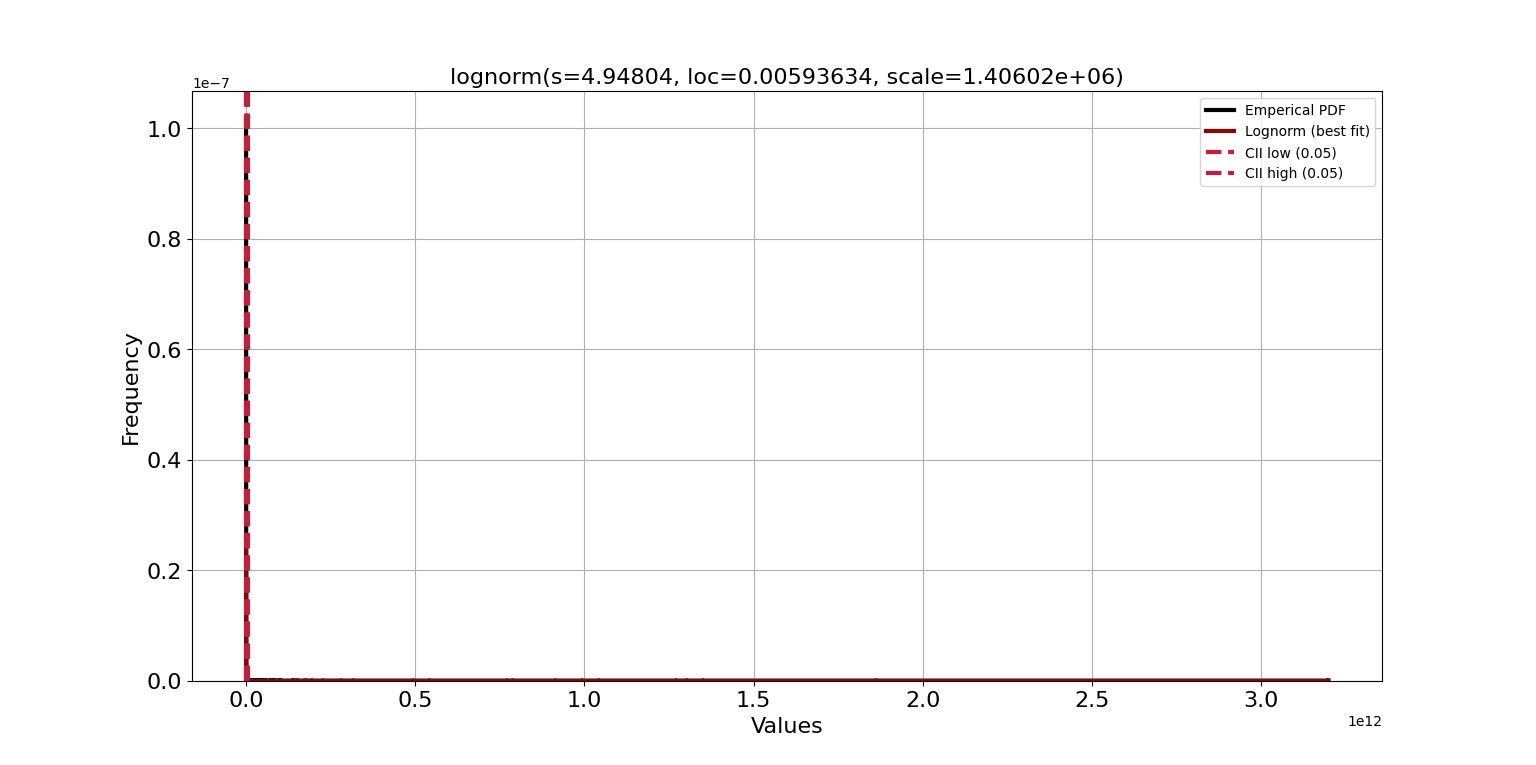 lognorm(s=4.94804, loc=0.00593634, scale=1.40602e+06)
1e−7
Emperical PDF
Lognorm (best fit)
CII low (0.05)
CII high (0.05)
1.0
0.8
0.6
0.4
0.2
0.0
Frequency
0.0 0.5 1.0 1.5 2.0 2.5 3.0
1e12
Values